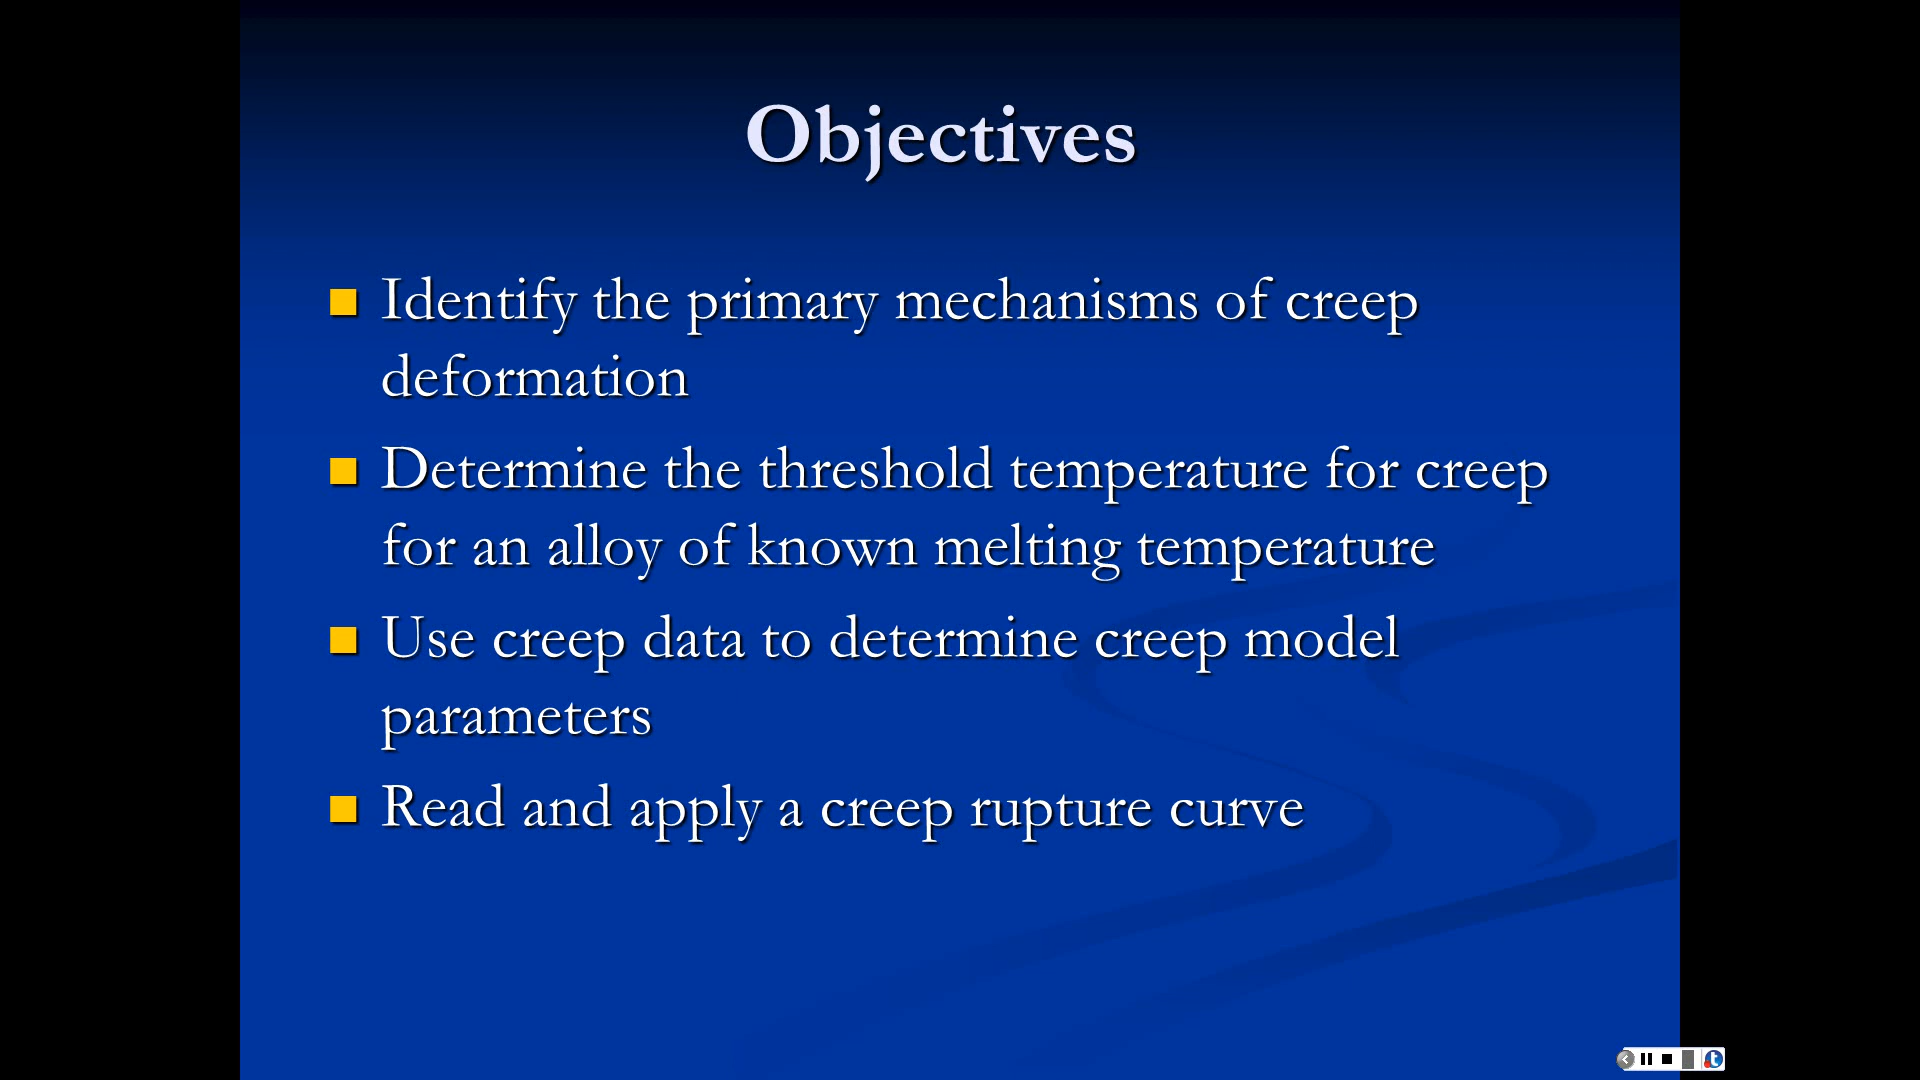 Objectives
Identify the primary mechanisms of creep
deformation
Determine the threshold temperature for creep
for an alloy of known melting temperature
Use creep data to determine creep model
parameters
Read and apply a creep rupture curve
t